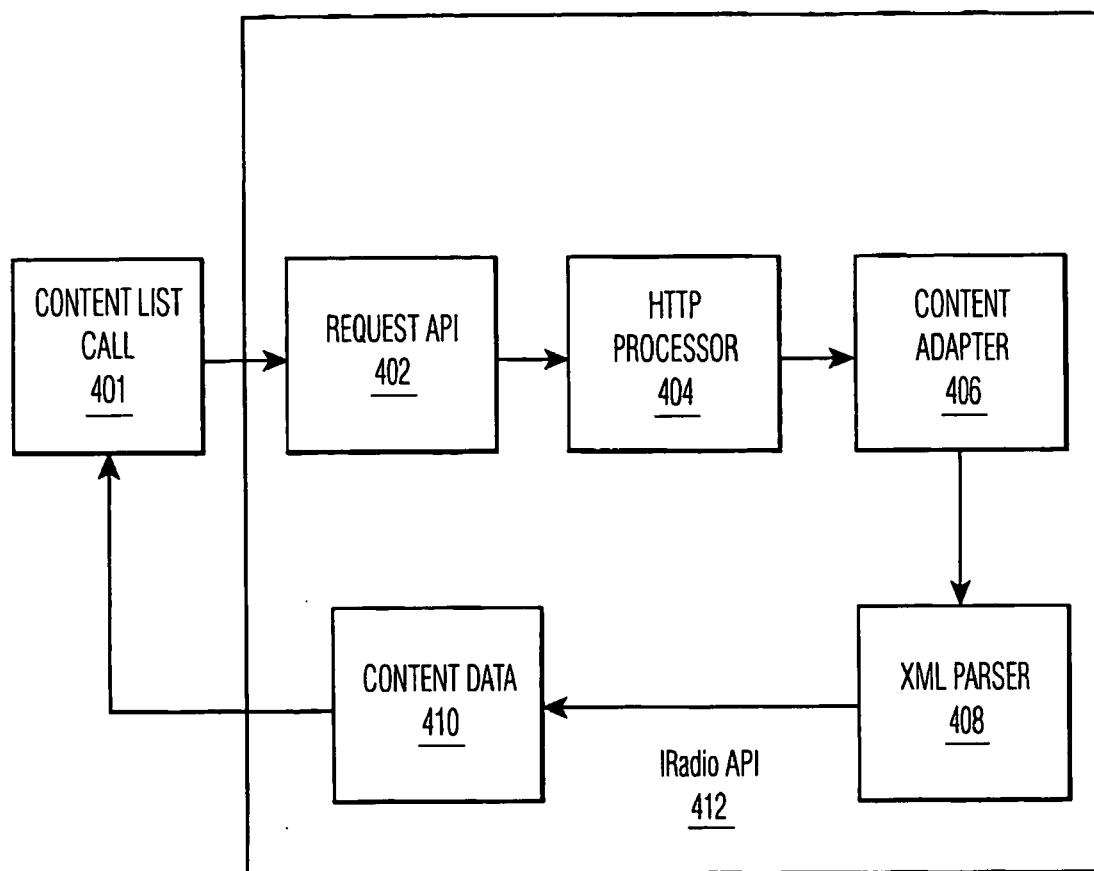 CONTENT LIST
CALL
401
REQUEST API
402
HTTP
PROCESSOR
404
CONTENT
ADAPTER
406
CONTENT DATA
410
XML PARSER
408
IRadio API
412